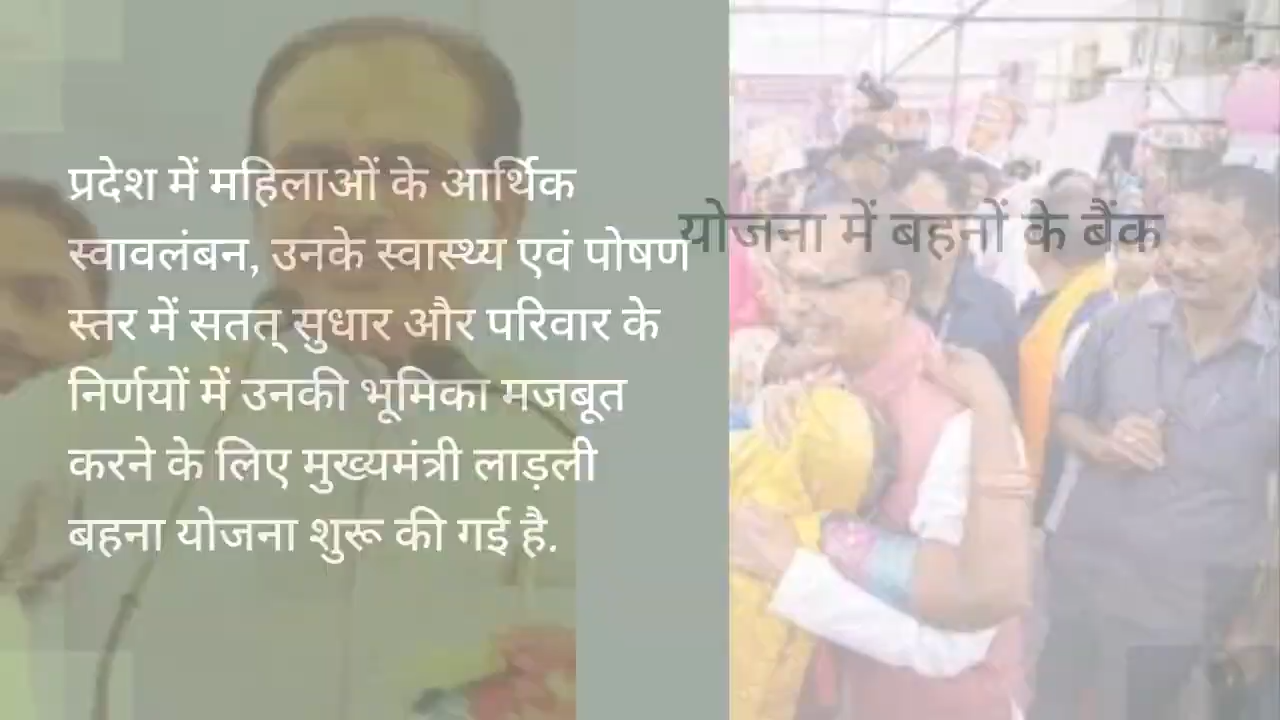 प्रदेश में महिलाओं के आर्थिक
स्वावलंबन, उनके स्वास्थ्य एवं पोषण
स्तर में सतत् सुधार और परिवार के
निर्णयों में उनकी भूमिका मजबूत
करने के लिए मुख्यमंत्री लाड़ली
बहना योजना शुरू की गई है.
योजना में बहनों के बैंक